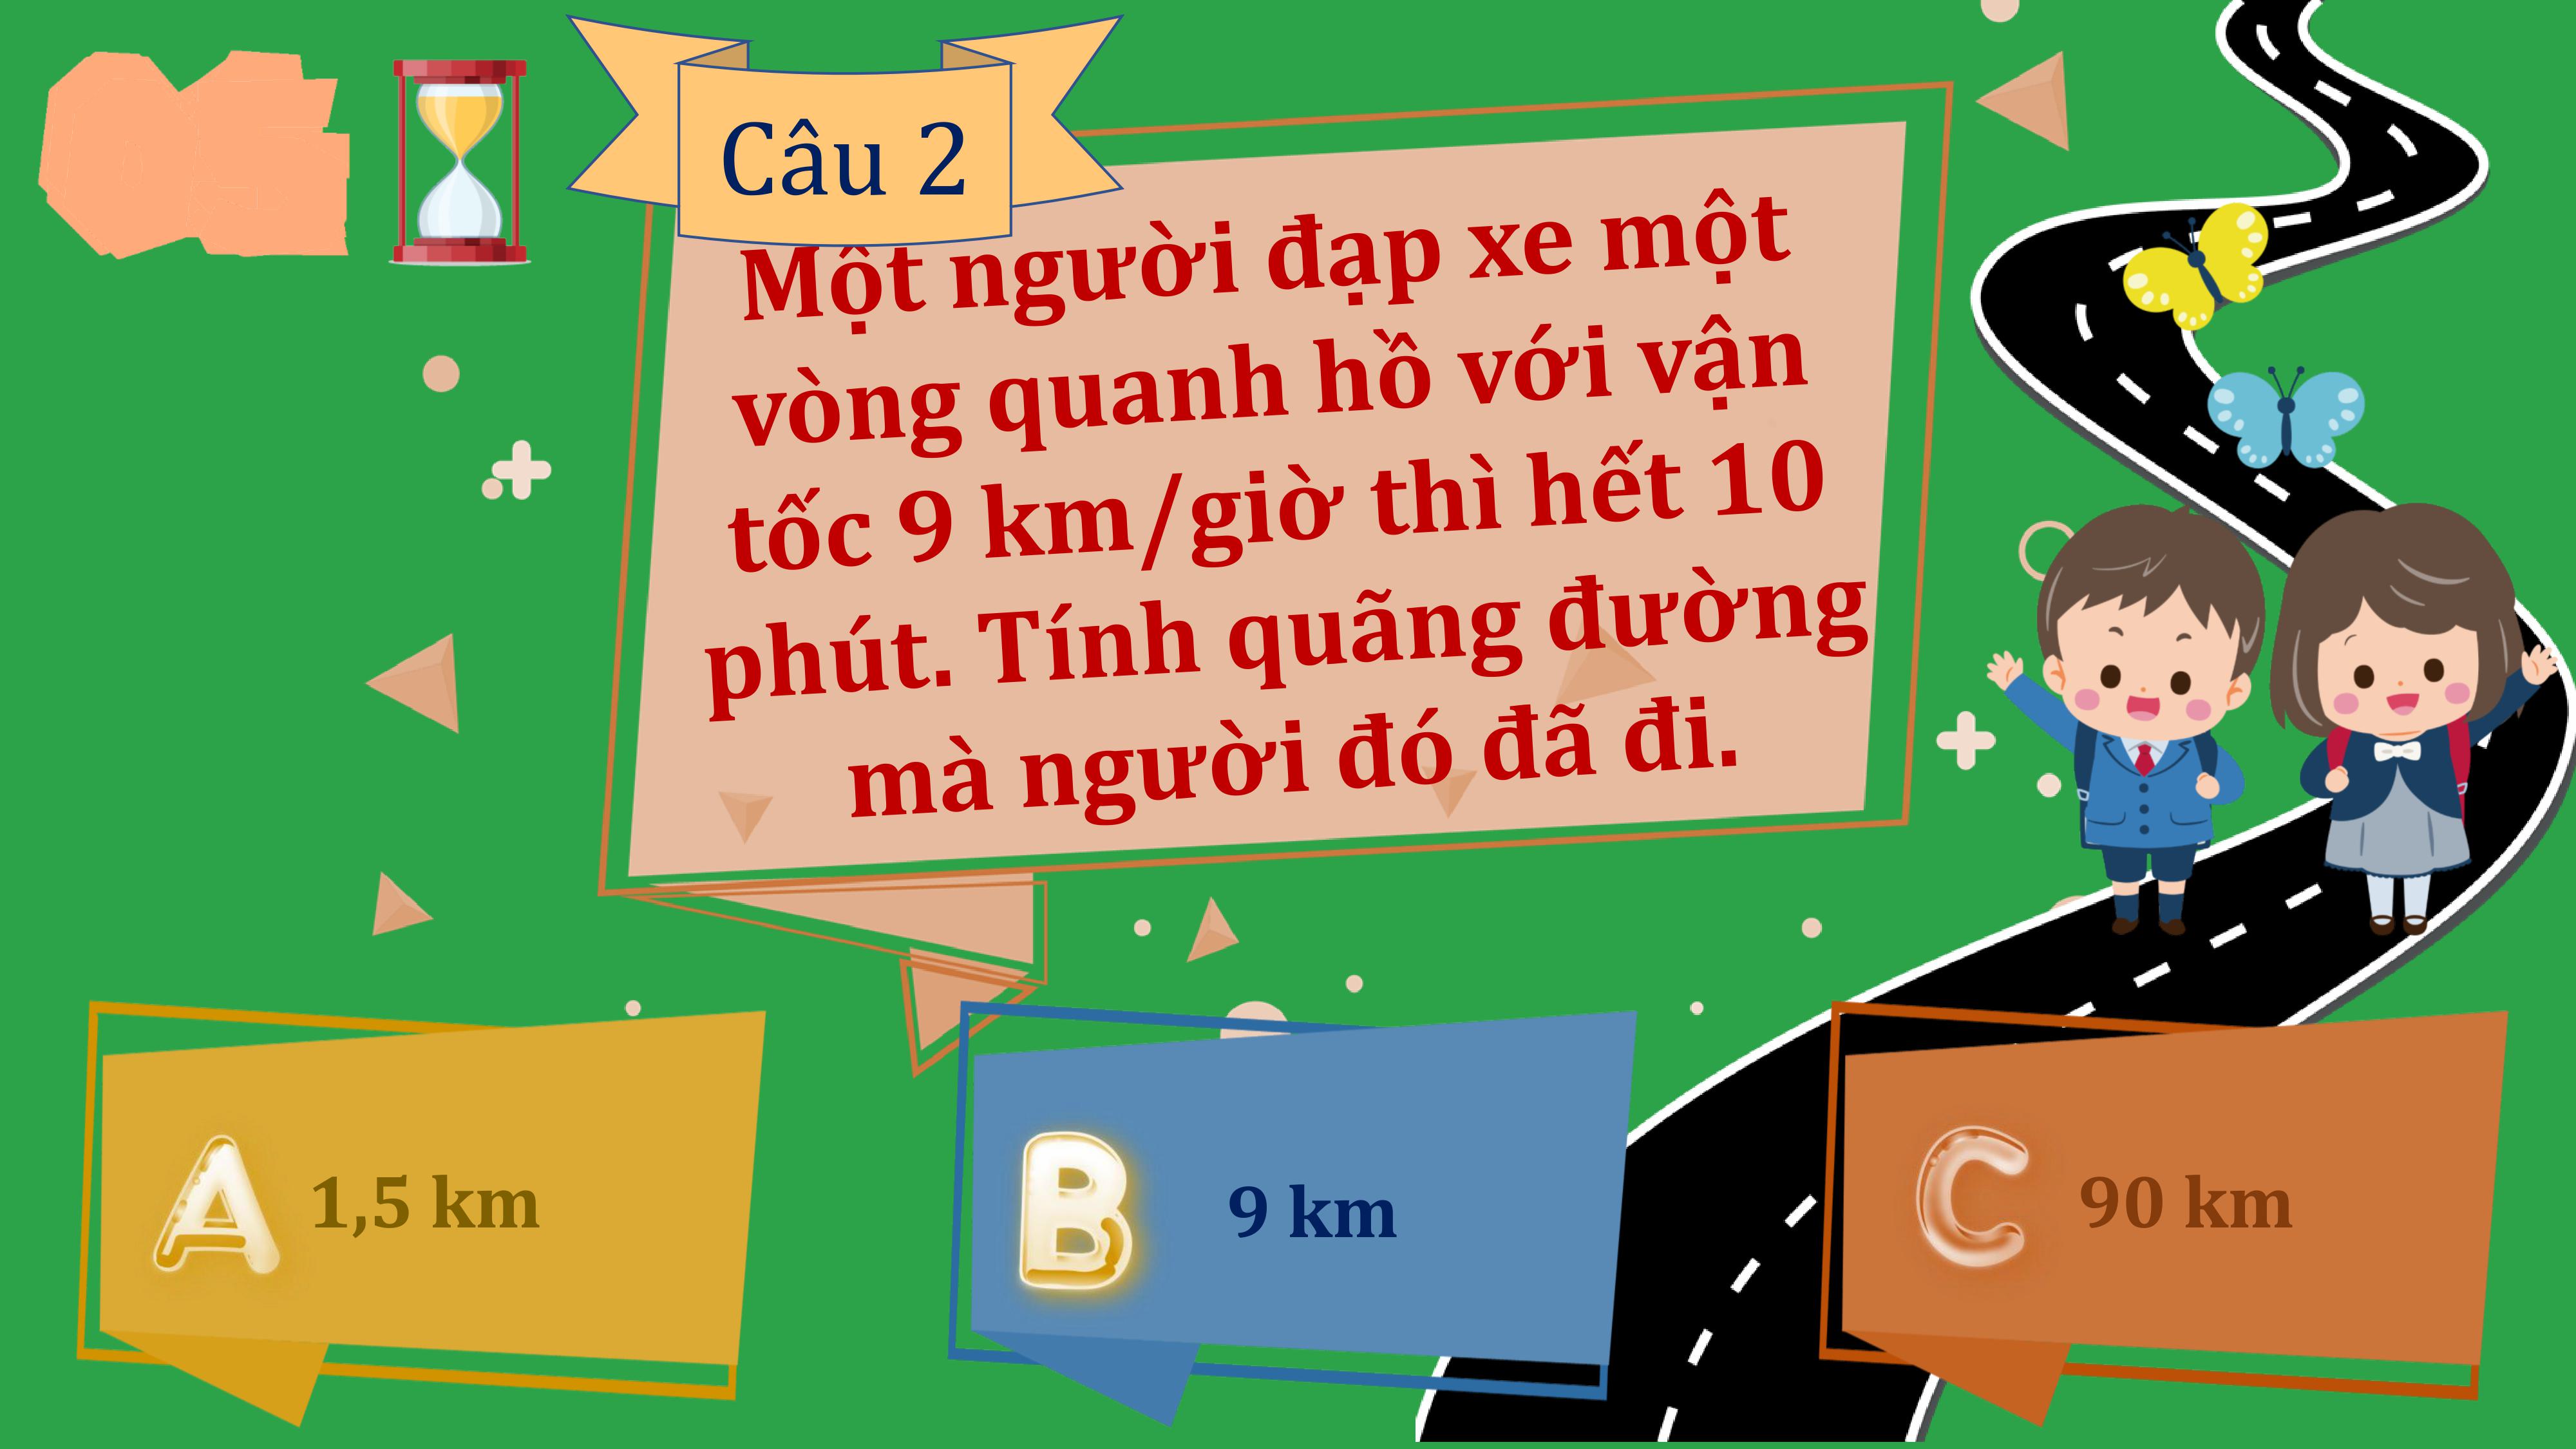 Câu 2
Một người đạp xe một
vòng quanh hồ với vận
tốc 9 km/giờ thì hết 10
phút. Tính quãng đường
mà người đó đã đi.
A 1,5 km
B 9 km
C 90 km